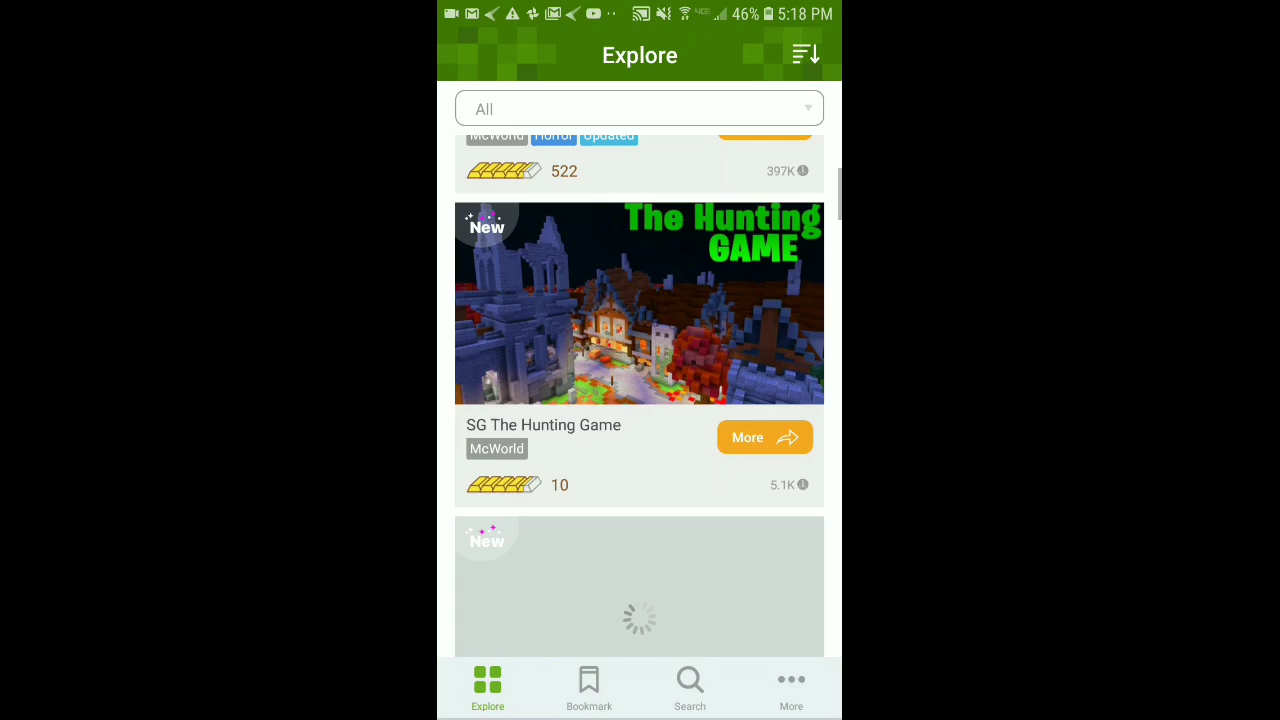 46% 5:18 PM
Explore
All
McWorld Horror Updated
522
397K
New
The Hunting
GAME
SG The Hunting Game
McWorld
More
10
5.1K
New
Explore
Bookmark
Search
More